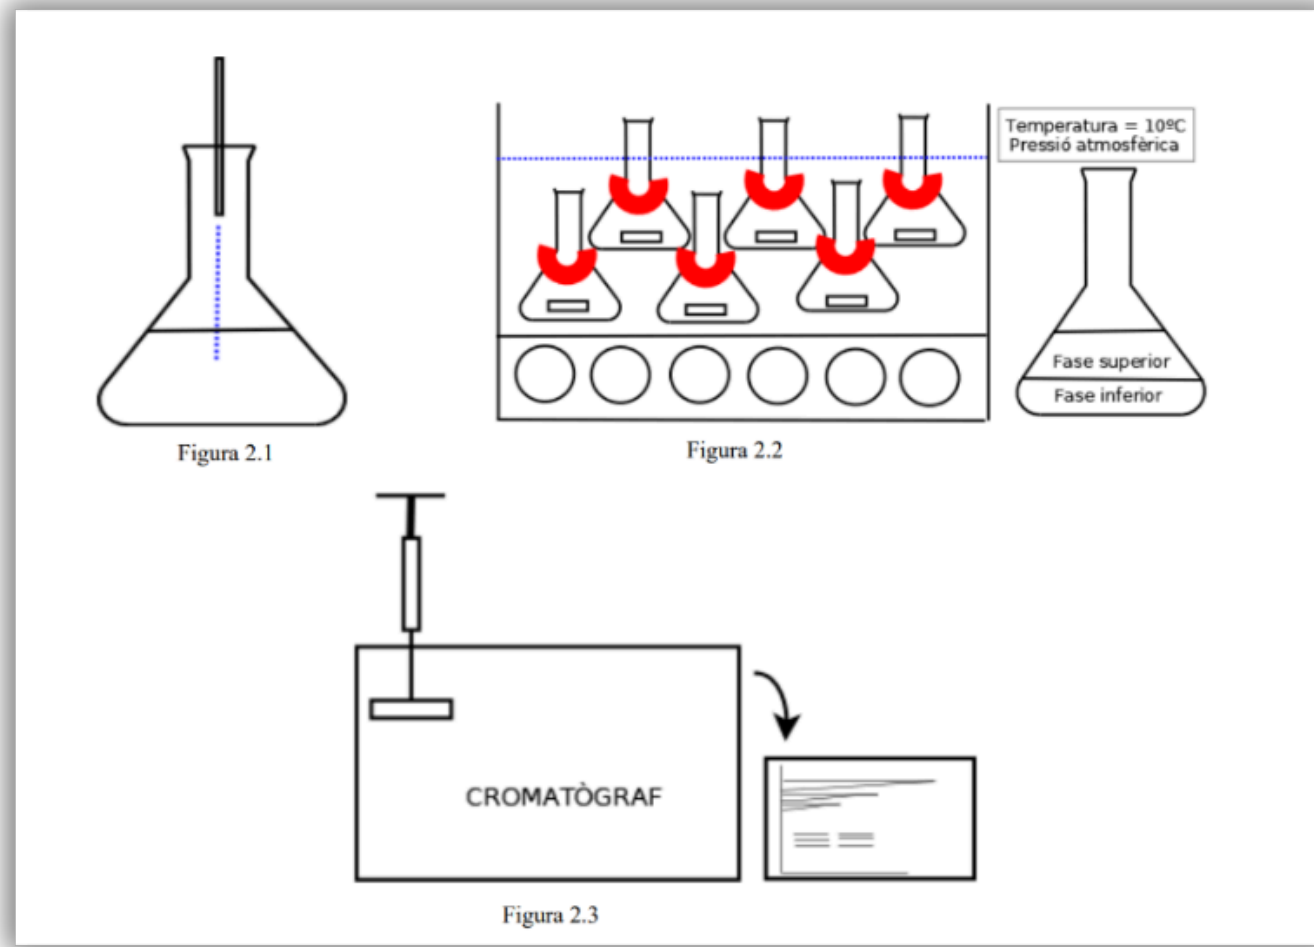 Temperatura = 10ºC
Pressió atmosfèrica
Fase superior
Fase inferior
Figura 2.1
Figura 2.2
CROMATÒGRAF
Figura 2.3